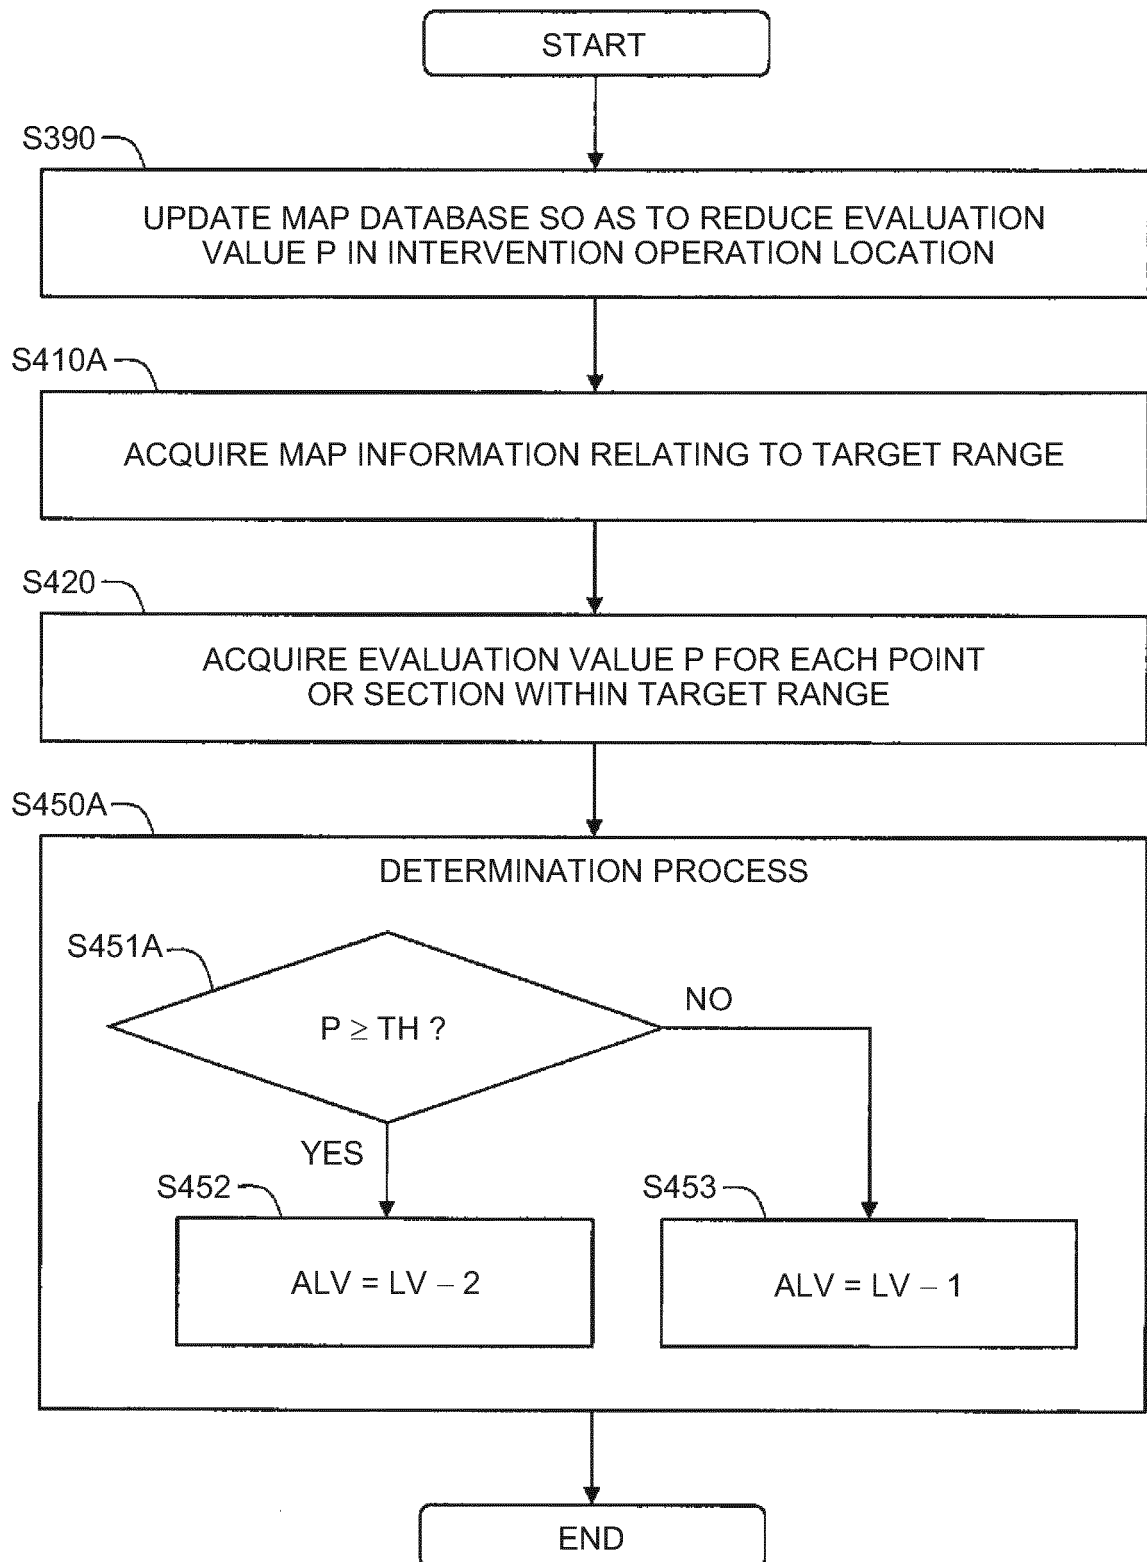 START
S390
UPDATE MAP DATABASE SO AS TO REDUCE EVALUATION
VALUE P IN INTERVENTION OPERATION LOCATION
S410A
ACQUIRE MAP INFORMATION RELATING TO TARGET RANGE
S420
ACQUIRE EVALUATION VALUE P FOR EACH POINT
OR SECTION WITHIN TARGET RANGE
S450A
DETERMINATION PROCESS
S451A
P ≥ TH ?
NO
YES
S452
S453
ALV = LV – 2
ALV = LV – 1
END